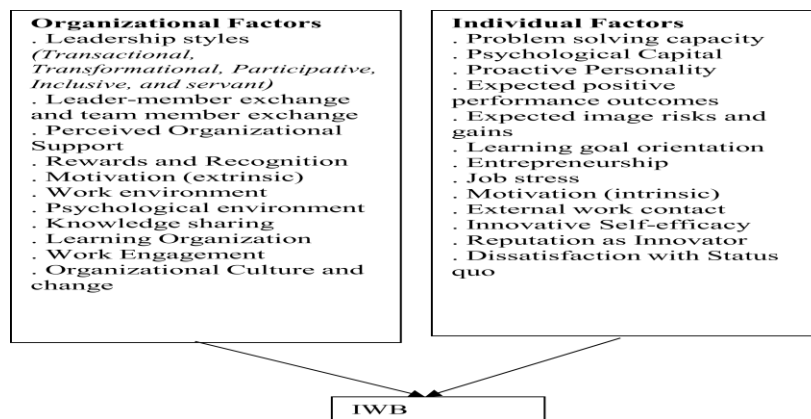 Organizational Factors
. Leadership styles
(Transactional,
Transformational, Participative,
Inclusive, and servant)
. Leader-member exchange
and team member exchange
. Perceived Organizational
Support
. Rewards and Recognition
. Motivation (extrinsic)
. Work environment
. Psychological environment
. Knowledge sharing
. Learning Organization
. Work Engagement
. Organizational Culture and
change
Individual Factors
. Problem solving capacity
. Psychological Capital
. Proactive Personality
. Expected positive
performance outcomes
. Expected image risks and
gains
. Learning goal orientation
. Entrepreneurship
. Job stress
. Motivation (intrinsic)
. External work contact
. Innovative Self-efficacy
. Reputation as Innovator
. Dissatisfaction with Status
quo
IWB